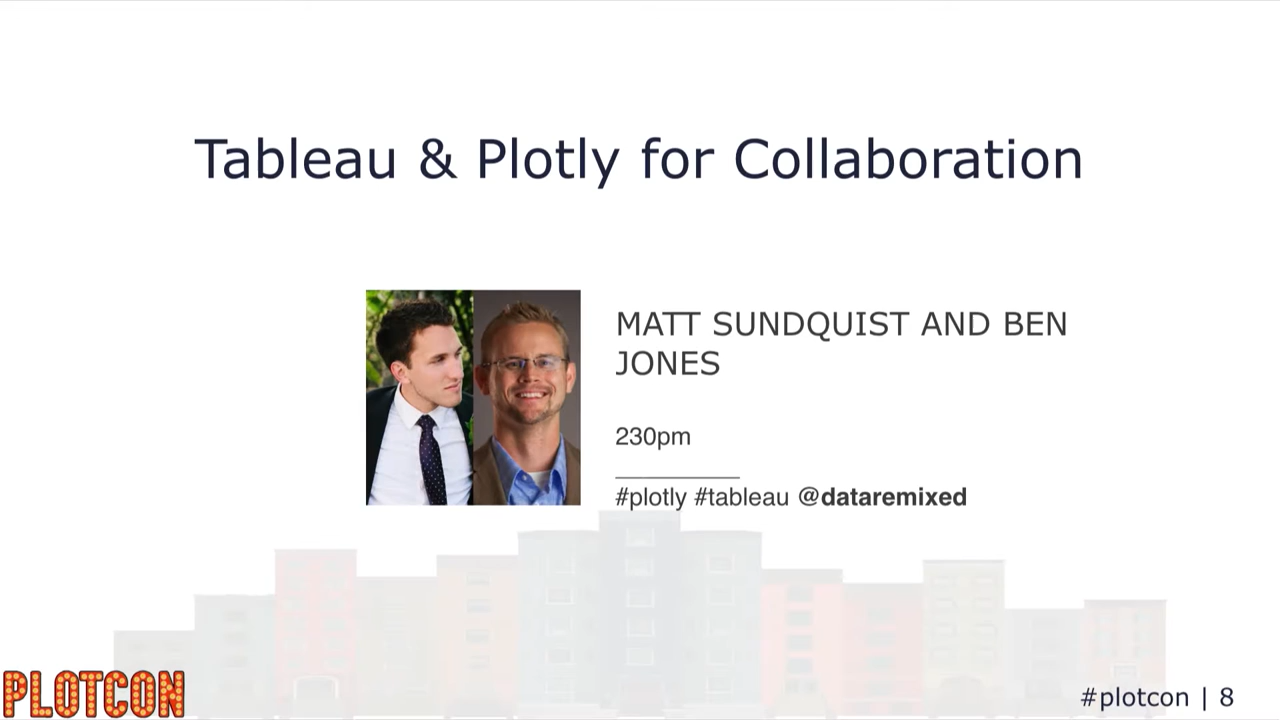 Tableau & Plotly for Collaboration
MATT SUNDQUIST AND BEN
JONES
230pm
#plotly #tableau @dataremixed
PLOTCON
#plotcon | 8